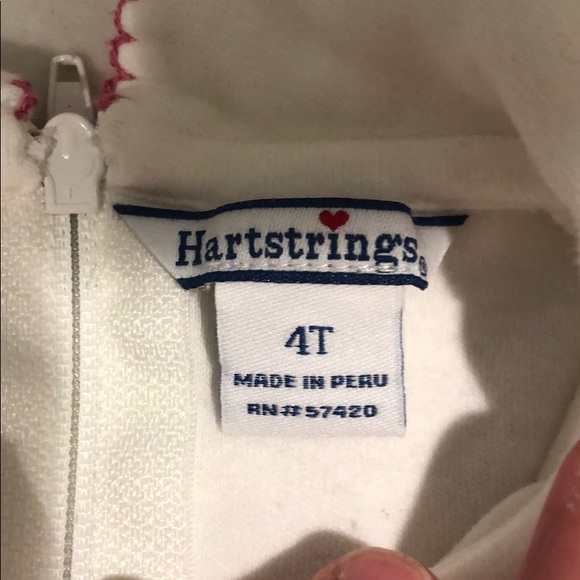 Hartstrings®
4T
MADE IN PERU
RN# 57420